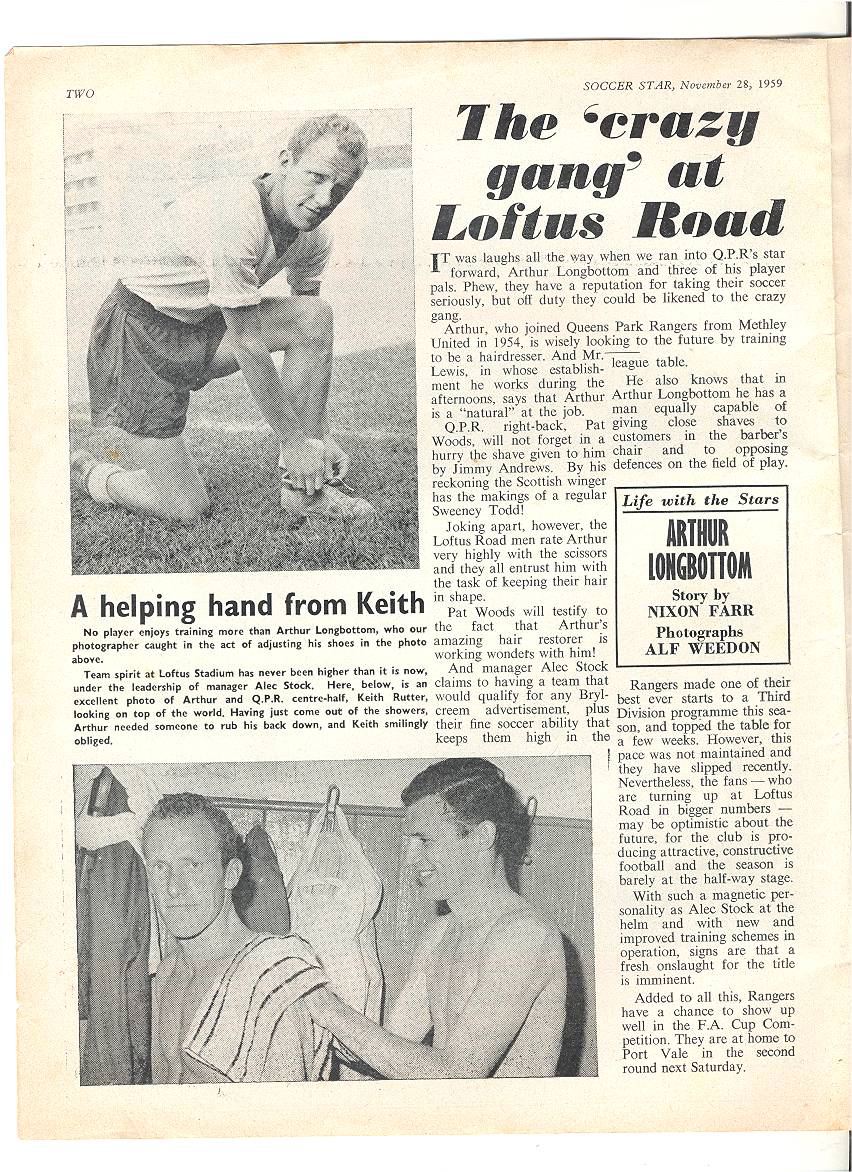 TWO
SOCCER STAR, November 28, 1959
The 'crazy
gang' at
Loftus Road
IT was laughs all the way when we ran into Q.P.R's star
forward, Arthur Longbottom and three of his player
pals. Phew, they have a reputation for taking their soccer
seriously, but off duty they could be likened to the crazy
gang.
Arthur, who joined Queens Park Rangers from Methley
United in 1954, is wisely looking to the future by training
to be a hairdresser. And Mr.
Lewis, in whose establish-
ment he works during the
afternoons, says that Arthur
is a "natural" at the job.
Q.P.R. right-back, Pat
Woods, will not forget in a
hurry the shave given to him
by Jimmy Andrews. By his
reckoning the Scottish winger
has the makings of a regular
Sweeney Todd!
Joking apart, however, the
Loftus Road men rate Arthur
very highly with the scissors
and they all entrust him with
the task of keeping their hair
in shape.
Pat Woods will testify to
the fact that Arthur's
amazing hair restorer is
working wonders with him!
And manager Alec Stock
claims to having a team that
would qualify for any Bryl-
creem advertisement, plus
their fine soccer ability that
keeps them high in the
league table.
He also knows that in
Arthur Longbottom he has a
man equally capable of
giving close shaves to
customers in the barber's
chair and to opposing
defences on the field of play.
Life with the Stars
ARTHUR
LONGBOTTOM
Story by
NIXON FARR
Photographs
ALF WEEDON
Rangers made one of their
best ever starts to a Third
Division programme this sea-
son, and topped the table for
a few weeks. However, this
pace was not maintained and
they have slipped recently.
Nevertheless, the fans — who
are turning up at Loftus
Road in bigger numbers —
may be optimistic about the
future, for the club is pro-
ducing attractive, constructive
football and the season is
barely at the half-way stage.
With such a magnetic per-
sonality as Alec Stock at the
helm and with new and
improved training schemes in
operation, signs are that a
fresh onslaught for the title
is imminent.
Added to all this, Rangers
have a chance to show up
well in the F.A. Cup Com-
petition. They are at home to
Port Vale in the second
round next Saturday.
A helping hand from Keith
No player enjoys training more than Arthur Longbottom, who our
photographer caught in the act of adjusting his shoes in the photo
above.
Team spirit at Loftus Stadium has never been higher than it is now,
under the leadership of manager Alec Stock. Here, below, is an
excellent photo of Arthur and Q.P.R. centre-half, Keith Rutter,
looking on top of the world. Having just come out of the showers,
Arthur needed someone to rub his back down, and Keith smilingly
obliged.